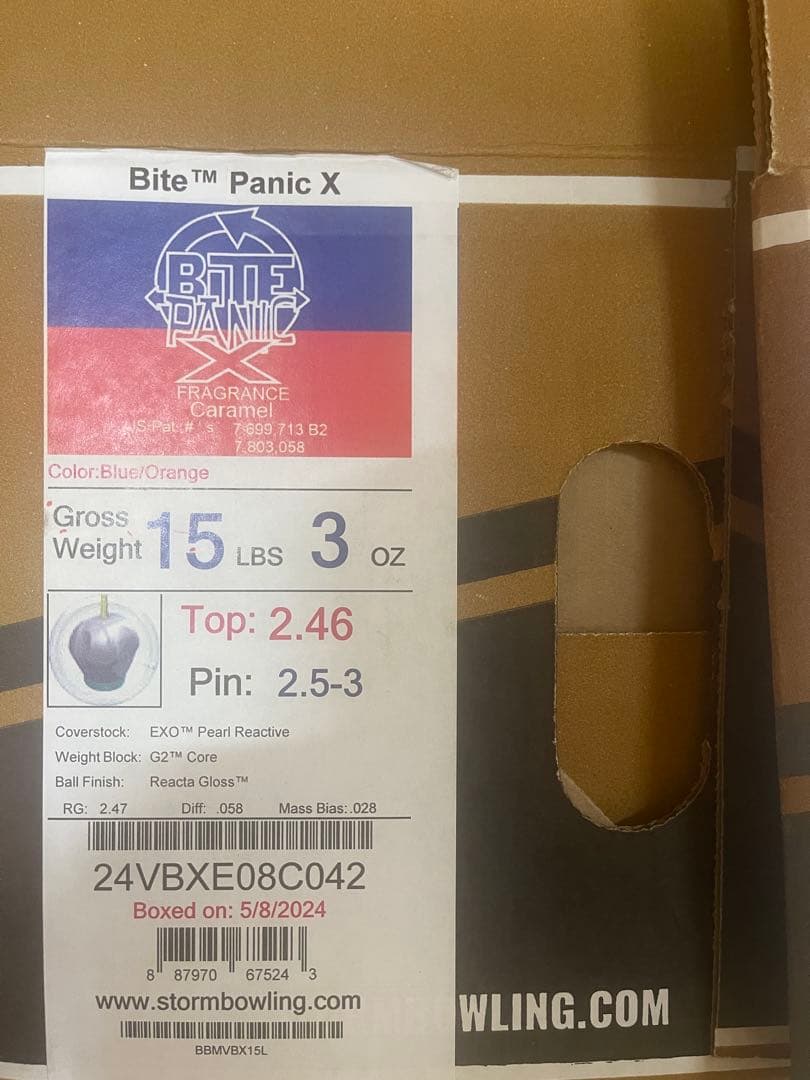 Bite™ Panic X
BITE
PANIC
X
FRAGRANCE
Caramel
US-Pat.#'s 7,699,713 B2
7,803,058
Color:Blue/Orange
Gross
Weight 15 LBS 3 OZ
Top: 2.46
Pin: 2.5-3
Coverstock: EXO™ Pearl Reactive
Weight Block: G2™ Core
Ball Finish: Reacta Gloss™
RG: 2.47 Diff: .058 Mass Bias:.028
24VBXE08C042
Boxed on: 5/8/2024
8 87970 67524 3
www.stormbowling.com
WLING.COM
BBMVBX15L